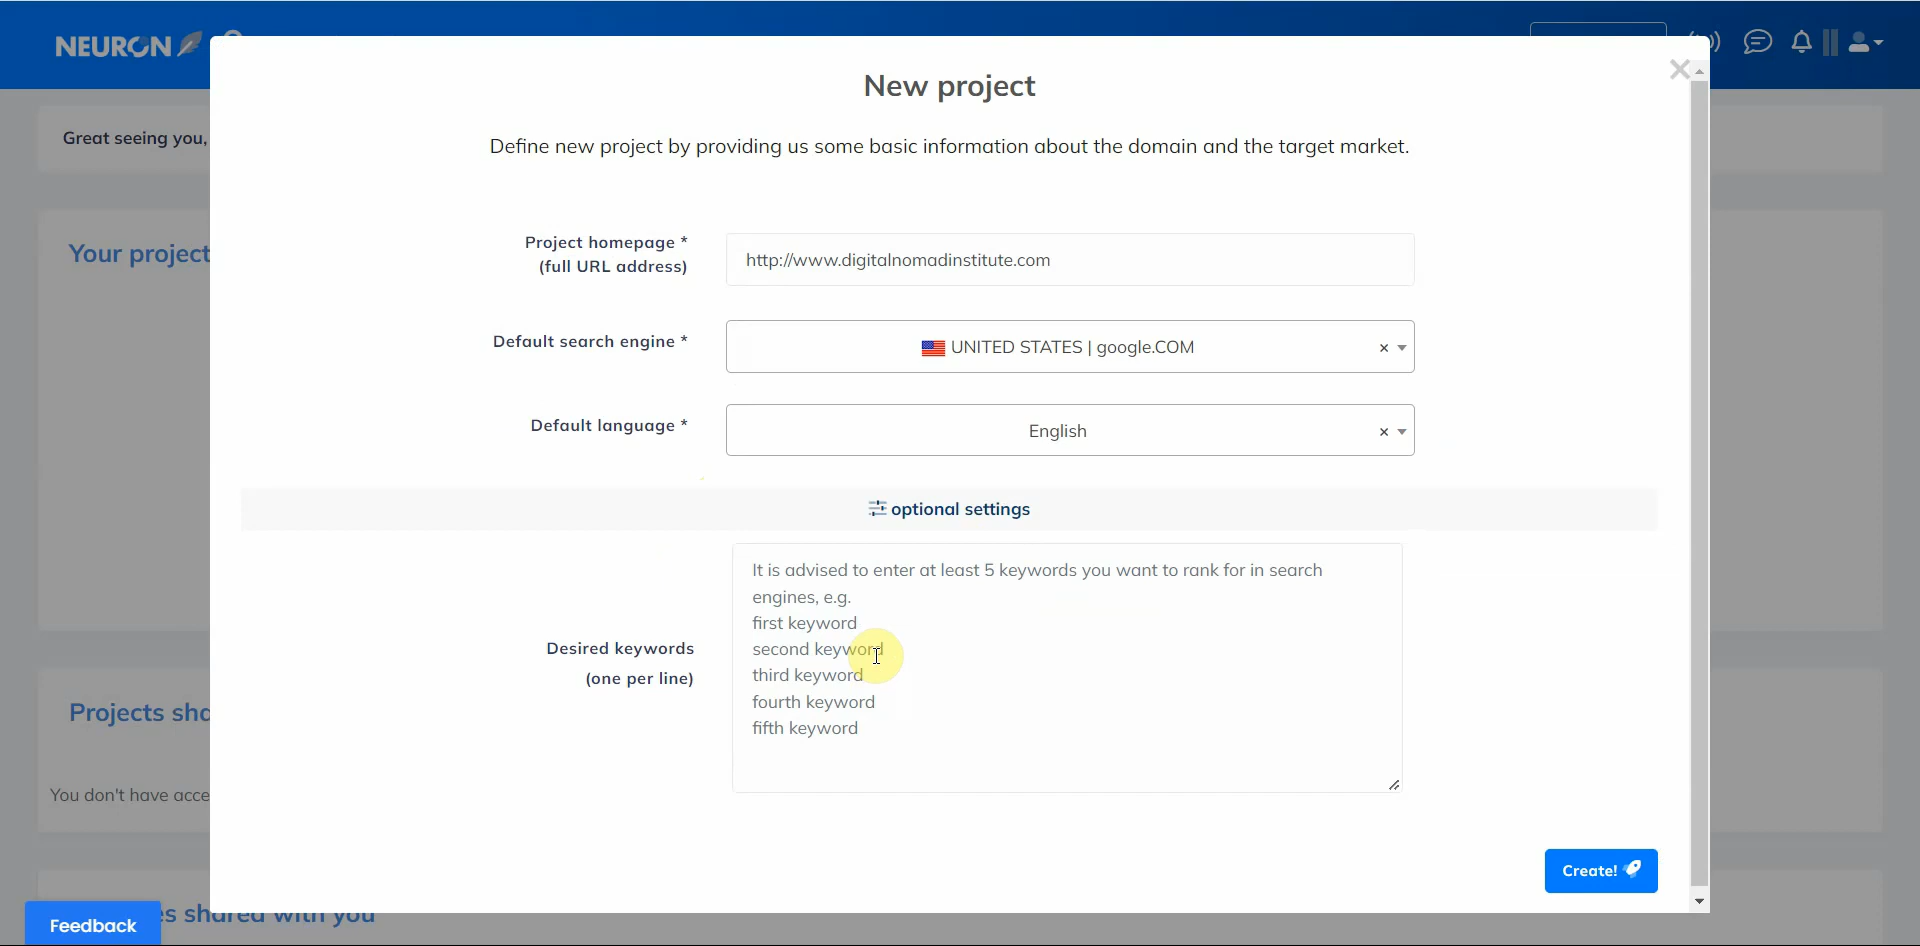 NEURON
New project
Great seeing you,
Define new project by providing us some basic information about the domain and the target market.
Your project
Project homepage *
(full URL address)
http://www.digitalnomadinstitute.com
Default search engine *
UNITED STATES | google.COM
× 
Default language *
English
×
optional settings
It is advised to enter at least 5 keywords you want to rank for in search
engines, e.g.
first keyword
second keyword
third keyword
fourth keyword
fifth keyword
Desired keywords
(one per line)
Projects sha
You don't have acce
Create!
es shared with you
Feedback